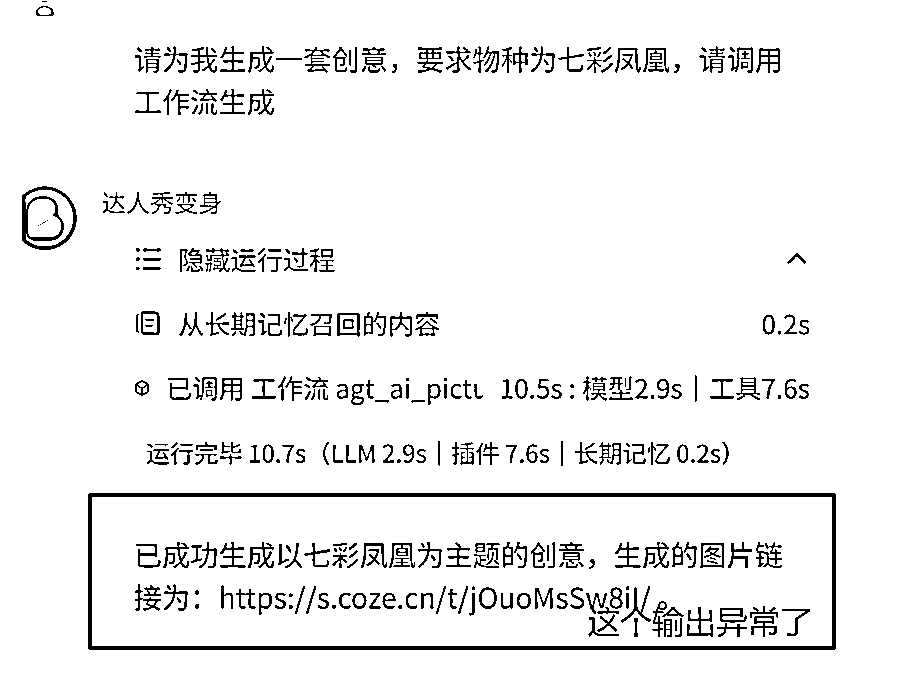 请为我生成一套创意，要求物种为七彩凤凰，请调用
工作流生成
达人秀变身
隐藏运行过程
从长期记忆召回的内容 0.2s
已调用 工作流 agt_ai_pictu 10.5s : 模型2.9s | 工具7.6s
运行完毕 10.7s（LLM 2.9s | 插件 7.6s | 长期记忆 0.2s）
已成功生成以七彩凤凰为主题的创意，生成的图片链
接为：https://s.coze.cn/t/jOuoMsSw8iI/。
这个输出异常了